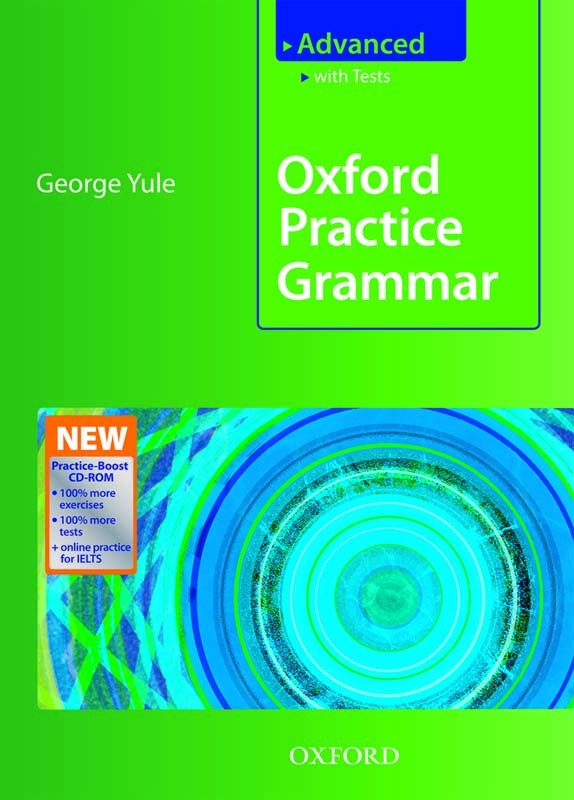 Advanced
with Tests
George Yule
Oxford
Practice
Grammar
NEW
Practice-Boost
CD-ROM
• 100% more
exercises
• 100% more
tests
+ online practice
for IELTS
OXFORD